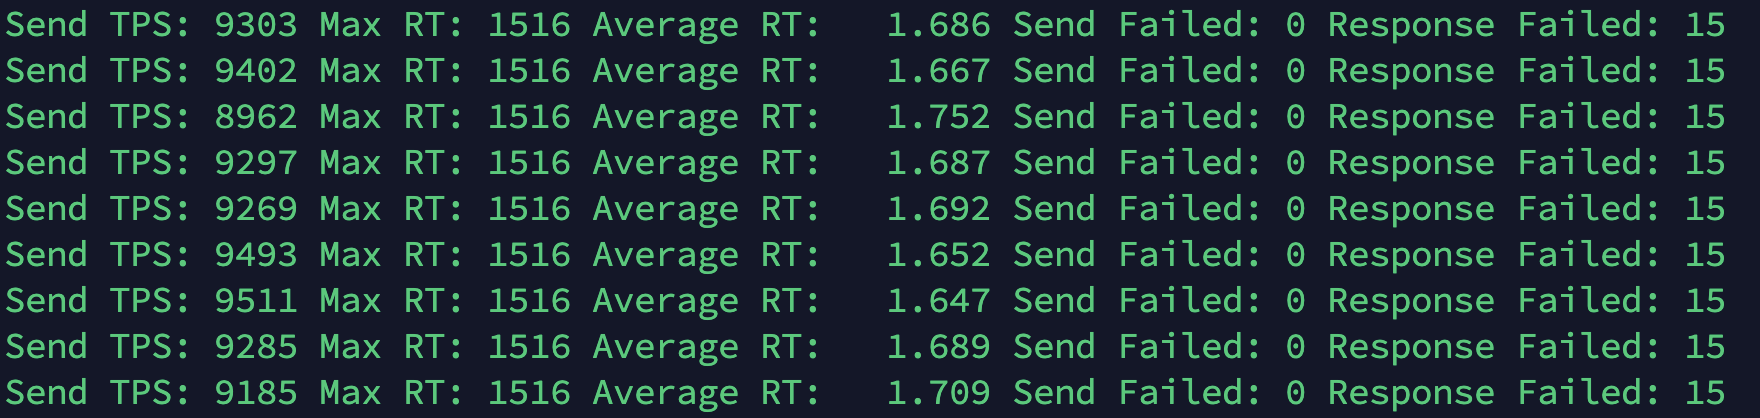 Send TPS: 9303 Max RT: 1516 Average RT:   1.686 Send Failed: 0 Response Failed: 15
Send TPS: 9402 Max RT: 1516 Average RT:   1.667 Send Failed: 0 Response Failed: 15
Send TPS: 8962 Max RT: 1516 Average RT:   1.752 Send Failed: 0 Response Failed: 15
Send TPS: 9297 Max RT: 1516 Average RT:   1.687 Send Failed: 0 Response Failed: 15
Send TPS: 9269 Max RT: 1516 Average RT:   1.692 Send Failed: 0 Response Failed: 15
Send TPS: 9493 Max RT: 1516 Average RT:   1.652 Send Failed: 0 Response Failed: 15
Send TPS: 9511 Max RT: 1516 Average RT:   1.647 Send Failed: 0 Response Failed: 15
Send TPS: 9285 Max RT: 1516 Average RT:   1.689 Send Failed: 0 Response Failed: 15
Send TPS: 9185 Max RT: 1516 Average RT:   1.709 Send Failed: 0 Response Failed: 15